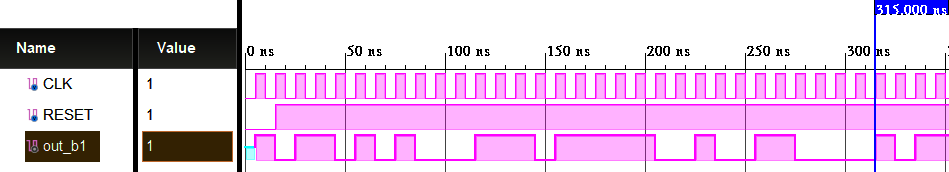 315.000 ns
Name Value
0 ns 50 ns 100 ns 150 ns 200 ns 250 ns 300 ns
CLK 1
RESET 1
out_b1 1